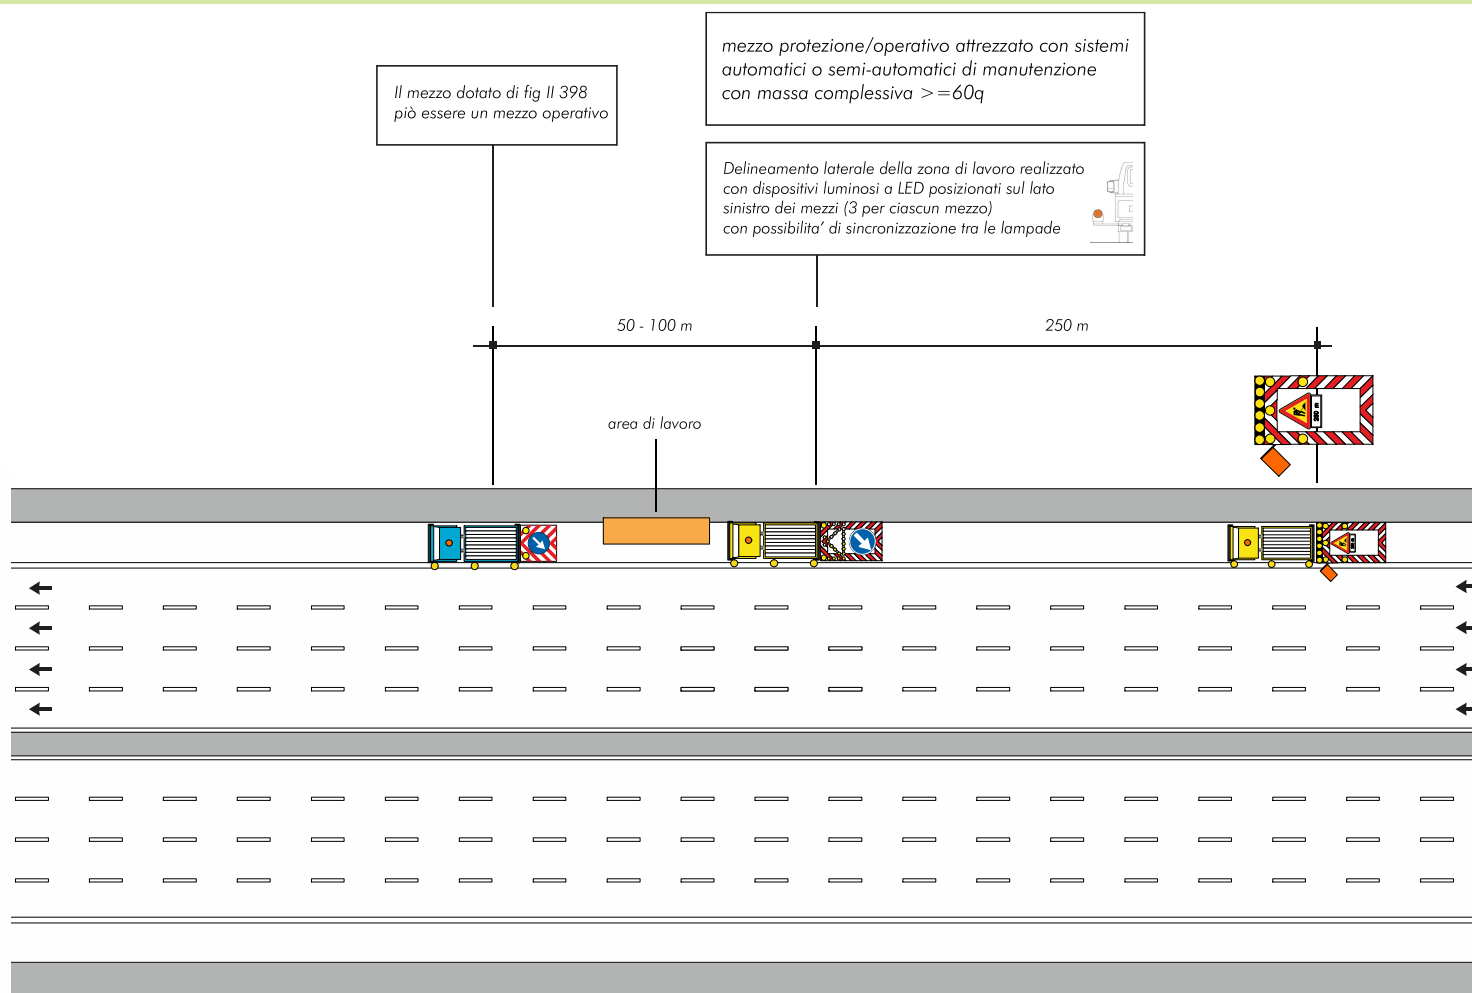 mezzo protezione/operativo attrezzato con sistemi
automatici o semi-automatici di manutenzione
con massa complessiva >=60q
Il mezzo dotato di fig II 398
piò essere un mezzo operativo
Delineamento laterale della zona di lavoro realizzato
con dispositivi luminosi a LED posizionati sul lato
sinistro dei mezzi (3 per ciascun mezzo)
con possibilita' di sincronizzazione tra le lampade
50 - 100 m
250 m
area di lavoro